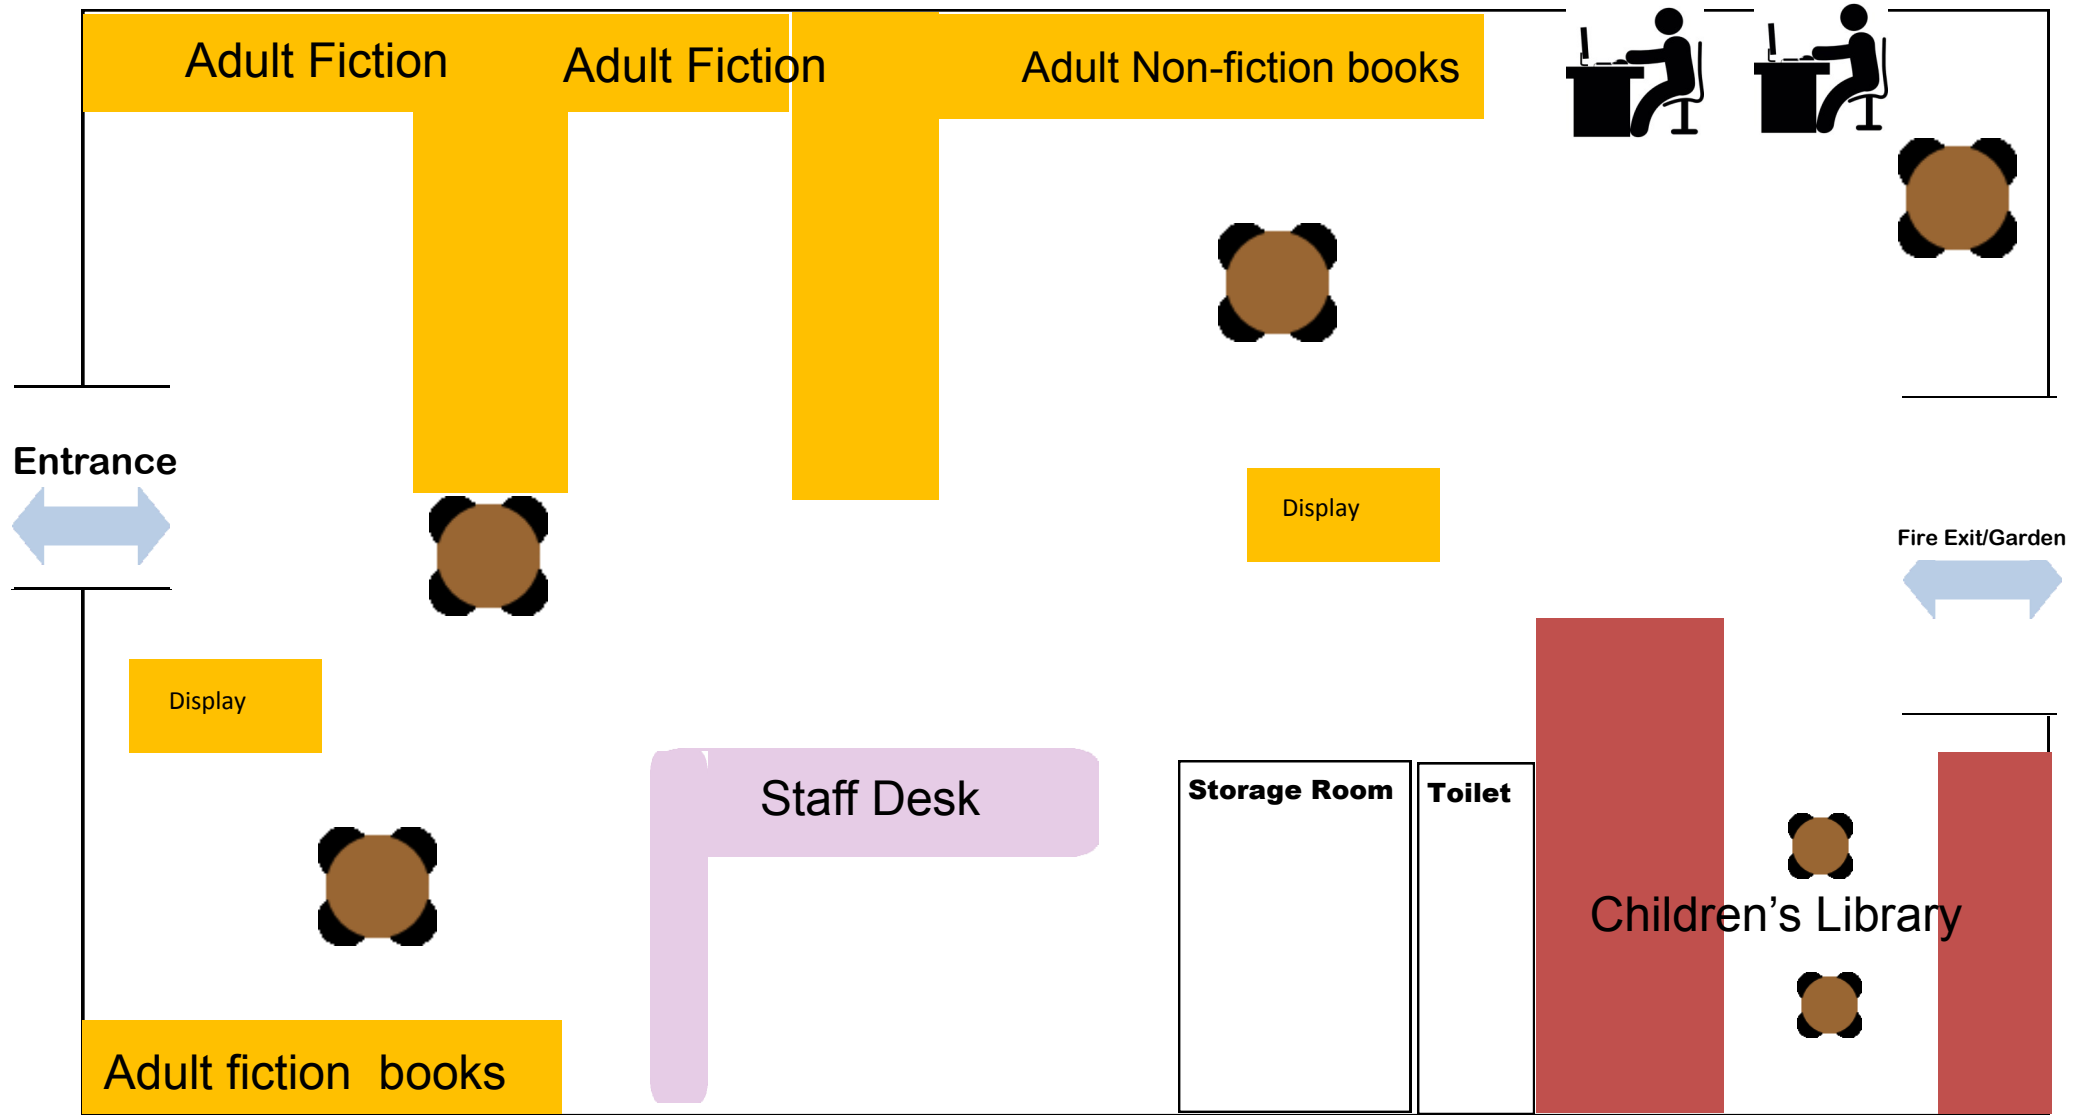 Adult Fiction
Adult Fiction
Adult Non-fiction books
Entrance
Display
Fire Exit/Garden
Display
Staff Desk
Storage Room
Toilet
Children’s Library
Adult fiction  books